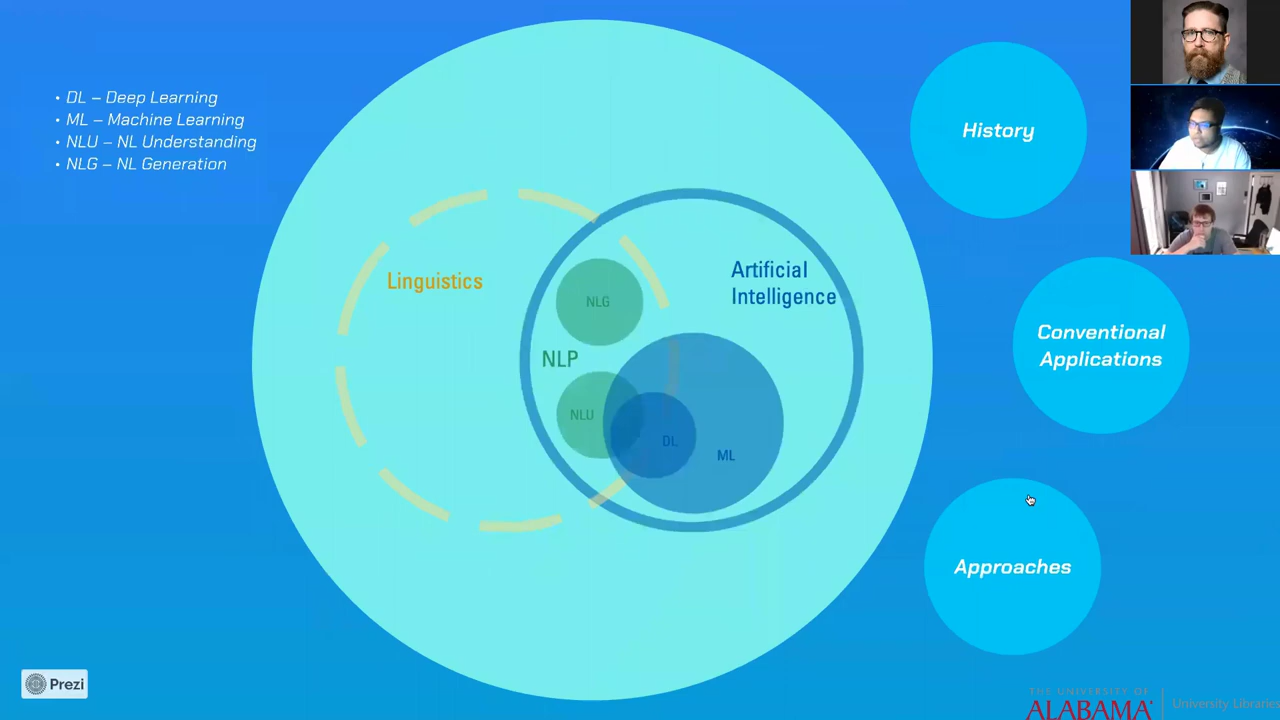 • DL – Deep Learning
• ML – Machine Learning
• NLU – NL Understanding
• NLG – NL Generation
Linguistics
Artificial
Intelligence
NLG
NLP
NLU
DL
ML
History
Conventional
Applications
Approaches
Prezi
THE UNIVERSITY OF
ALABAMA
University Libraries